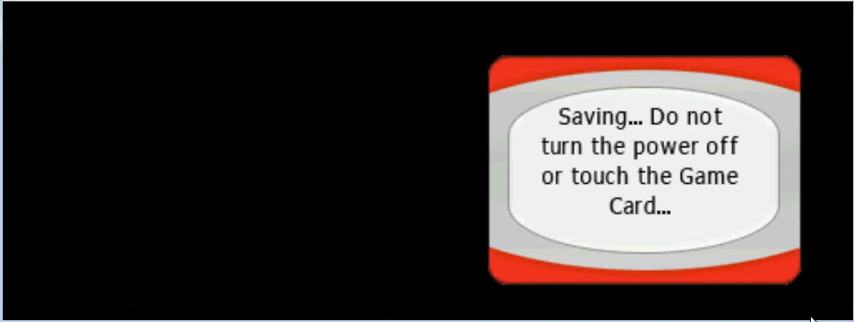 Saving... Do not
turn the power off
or touch the Game
Card...